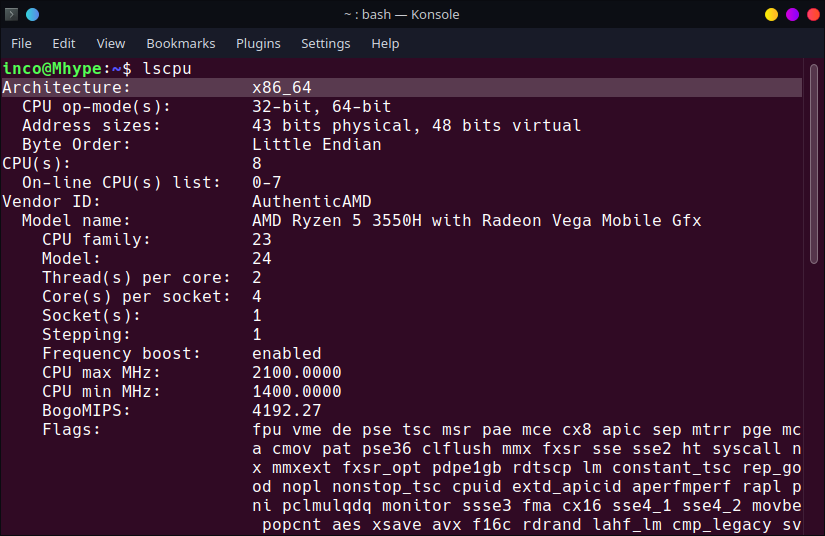 ~ : bash — Konsole
File Edit View Bookmarks Plugins Settings Help
inco@Mhype:~$ lscpu
Architecture: x86_64
CPU op-mode(s): 32-bit, 64-bit
Address sizes: 43 bits physical, 48 bits virtual
Byte Order: Little Endian
CPU(s): 8
On-line CPU(s) list: 0-7
Vendor ID: AuthenticAMD
Model name: AMD Ryzen 5 3550H with Radeon Vega Mobile Gfx
CPU family: 23
Model: 24
Thread(s) per core: 2
Core(s) per socket: 4
Socket(s): 1
Stepping: 1
Frequency boost: enabled
CPU max MHz: 2100.0000
CPU min MHz: 1400.0000
BogoMIPS: 4192.27
Flags: fpu vme de pse tsc msr pae mce cx8 apic sep mtrr pge mc
a cmov pat pse36 clflush mmx fxsr sse sse2 ht syscall n
x mmxext fxsr_opt pdpe1gb rdtscp lm constant_tsc rep_go
od nopl nonstop_tsc cpuid extd_apicid aperfmperf rapl p
ni pclmulqdq monitor ssse3 fma cx16 sse4_1 sse4_2 movbe
popcnt aes xsave avx f16c rdrand lahf_lm cmp_legacy sv